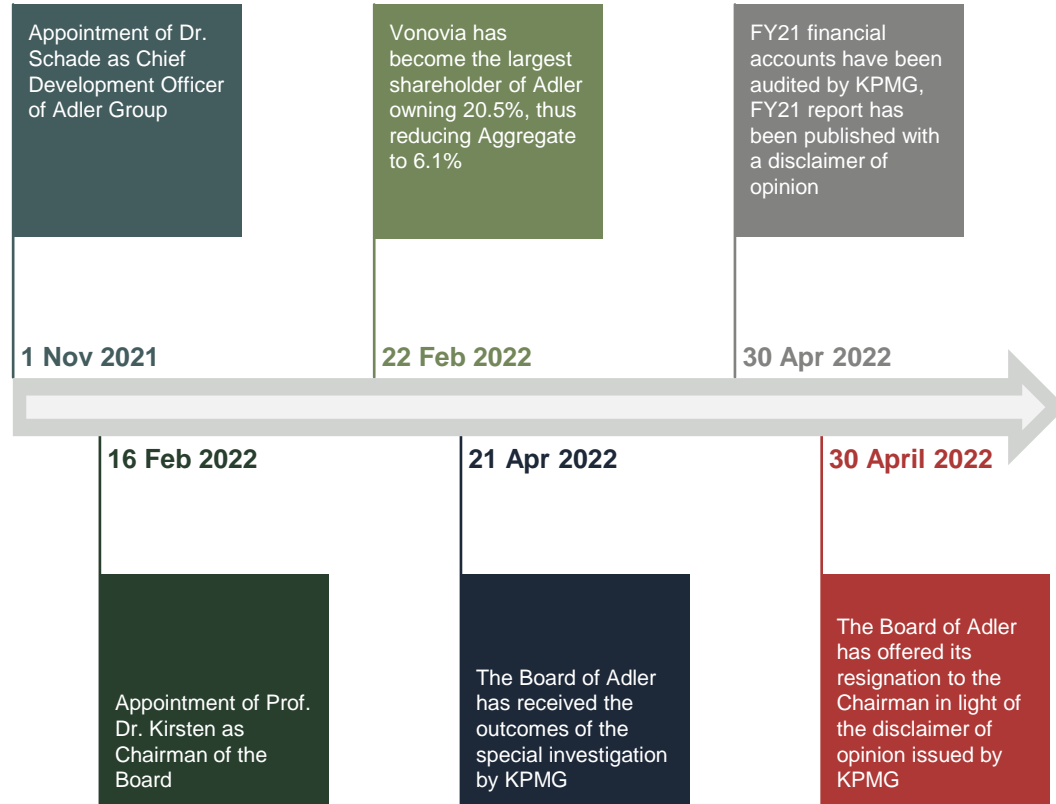 Appointment of Dr.
Schade as Chief
Development Officer
of Adler Group
Vonovia has
become the largest
shareholder of Adler
owning 20.5%, thus
reducing Aggregate
to 6.1%
FY21 financial
accounts have been
audited by KPMG,
FY21 report has
been published with
a disclaimer of
opinion
1 Nov 2021
22 Feb 2022
30 Apr 2022
16 Feb 2022
21 Apr 2022
30 April 2022
Appointment of Prof.
Dr. Kirsten as
Chairman of the
Board
The Board of Adler
has received the
outcomes of the
special investigation
by KPMG
The Board of Adler
has offered its
resignation to the
Chairman in light of
the disclaimer of
opinion issued by
KPMG